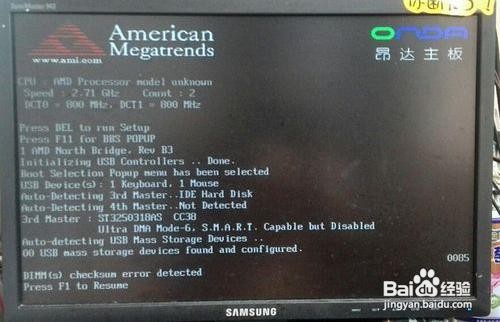 SyncMaster 943
American
Megatrends
www.ami.com
ONDA
昂达主板
CPU : AMD Processor model unknown
Speed : 2.71 GHz Count : 2
DCT0 = 800 MHz, DCT1 = 800 MHz
Press DEL to run Setup
Press F11 for BBS POPUP
1 AMD North Bridge, Rev B3
Initializing USB Controllers .. Done.
Boot Selection Popup menu has been selected
USB Device(s) : 1 Keyboard, 1 Mouse
Auto-Detecting 3rd Master..IDE Hard Disk
Auto-Detecting 4th Master..Not Detected
3rd Master : ST3250318AS CC38
Ultra DMA Mode-6, S.M.A.R.T. Capable but Disabled
Auto-detecting USB Mass Storage Devices ..
00 USB mass storage devices found and configured.
0085
DIMM(s) checksum error detected
Press F1 to Resume
SAMSUNG
Baidu 经验
jingyan.baidu.com